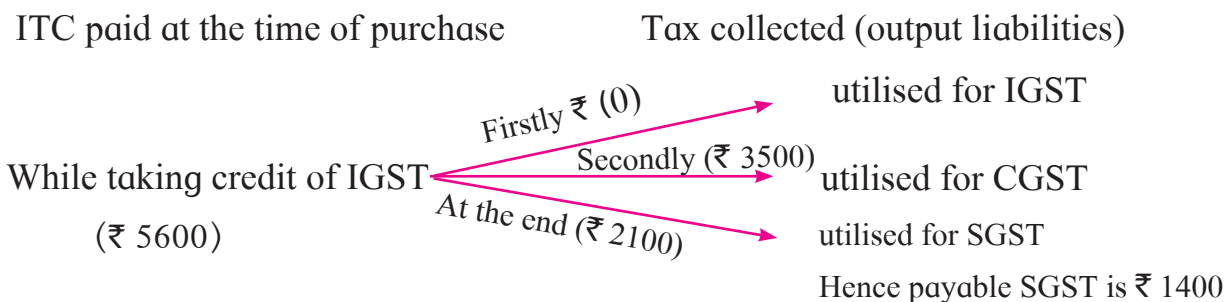 ITC paid at the time of purchase Tax collected (output liabilities)
Firstly ₹ (0) utilised for IGST
While taking credit of IGST Secondly (₹ 3500) utilised for CGST
(₹ 5600) At the end (₹ 2100) utilised for SGST
Hence payable SGST is ₹ 1400